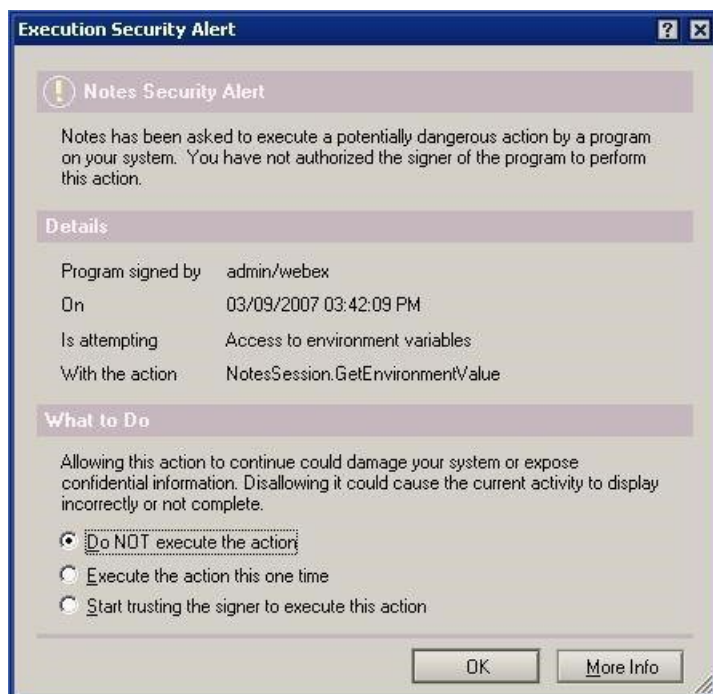 Execution Security Alert
Notes Security Alert
Notes has been asked to execute a potentially dangerous action by a program
on your system. You have not authorized the signer of the program to perform
this action.
Details
Program signed by admin/webex
On 03/09/2007 03:42:09 PM
Is attempting Access to environment variables
With the action NotesSession.GetEnvironmentValue
What to Do
Allowing this action to continue could damage your system or expose
confidential information. Disallowing it could cause the current activity to display
incorrectly or not complete.
Do NOT execute the action
Execute the action this one time
Start trusting the signer to execute this action
OK More Info